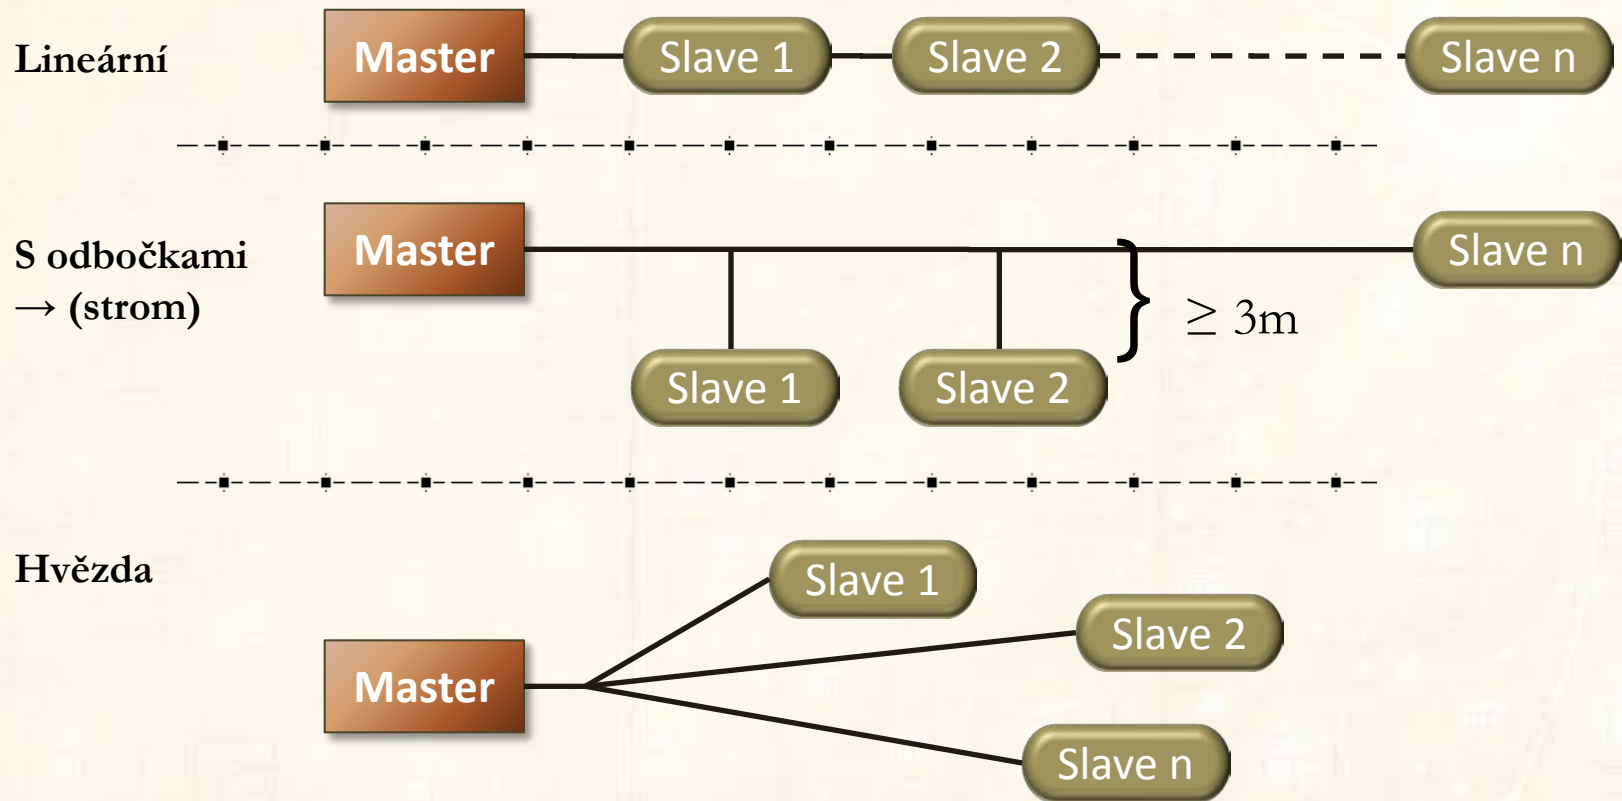 Lineární
Master
Slave 1
Slave 2
Slave n
S odbočkami
→ (strom)
Master
Slave n
≥ 3m
Slave 1
Slave 2
Hvězda
Slave 1
Slave 2
Master
Slave n